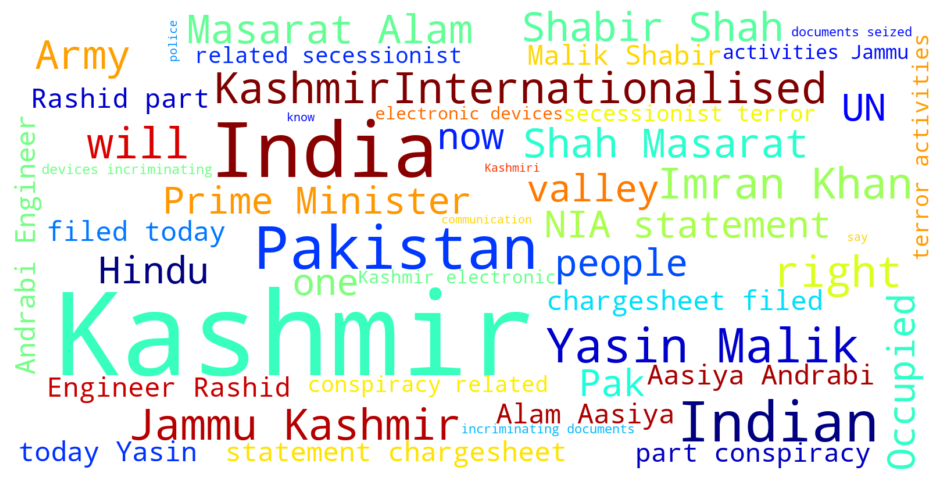 Masarat Alam
Shabir Shah
documents seized
police
Army
related secessionist
Malik Shabir
activities Jammu
KashmirInternationalised
Rashid part
know
electronic devices
secessionist terror
UN
will
India
now
Shah Masarat
terror activities
devices incriminating
Kashmiri
Prime Minister
valley
Imran Khan
Andrabi Engineer
communication
NIA statement
filed today
Pakistan
say
Hindu
one
Kashmir electronic
people
right
Kashmir
chargesheet filed
Yasin Malik
Occupied
Engineer Rashid
conspiracy related
Pak
Aasiya Andrabi
Jammu Kashmir
Alam Aasiya
incriminating documents
Indian
today Yasin
statement chargesheet
part conspiracy